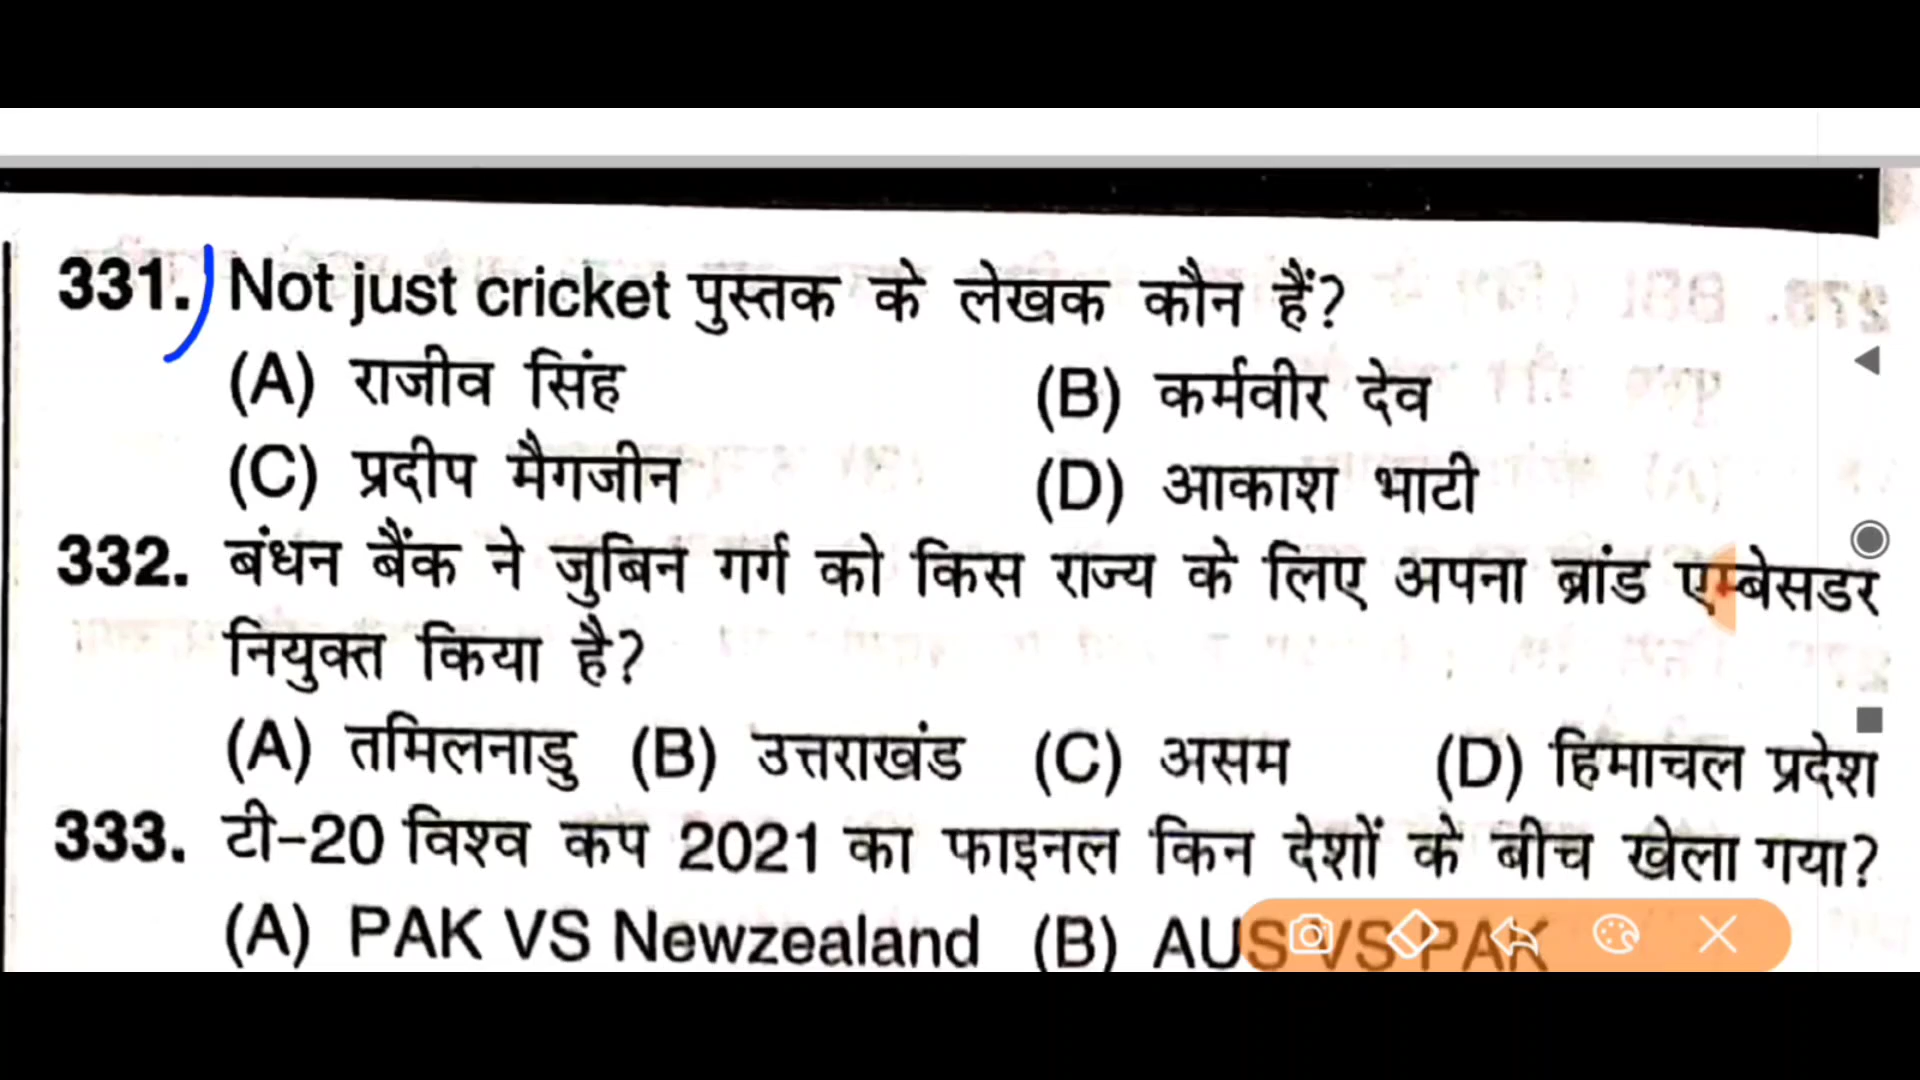 331. Not just cricket पुस्तक के लेखक कौन हैं?
(A) राजीव सिंह (B) कर्मवीर देव
(C) प्रदीप मैगजीन (D) आकाश भाटी
332. बंधन बैंक ने जुबिन गर्ग को किस राज्य के लिए अपना ब्रांड एम्बेसडर
नियुक्त किया है?
(A) तमिलनाडु (B) उत्तराखंड (C) असम (D) हिमाचल प्रदेश
333. टी-20 विश्व कप 2021 का फाइनल किन देशों के बीच खेला गया?
(A) PAK VS Newzealand (B) AUS VS PAK